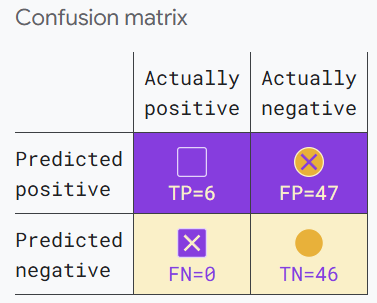 Confusion matrix
Actually positive
Actually negative
Predicted positive
TP=6
FP=47
Predicted negative
FN=0
TN=46